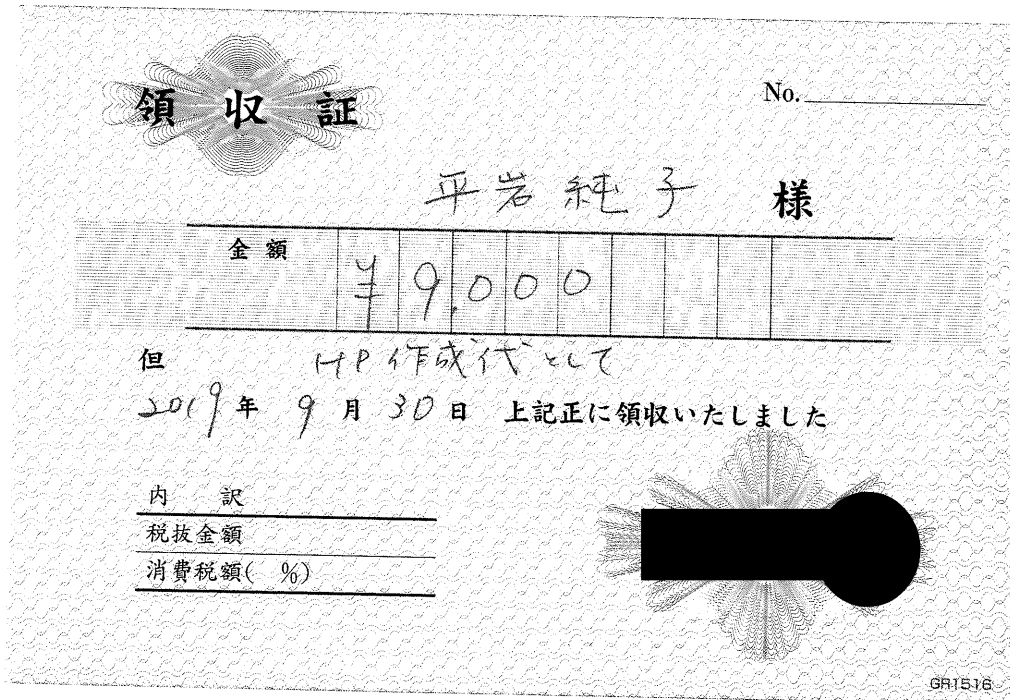 領収証
No.
平岩純子 様
金額 ¥9,000
但 HP作成代として
2019年 9月 30日 上記正に領収いたしました
内 訳
税抜金額
消費税額( %)
GR1516